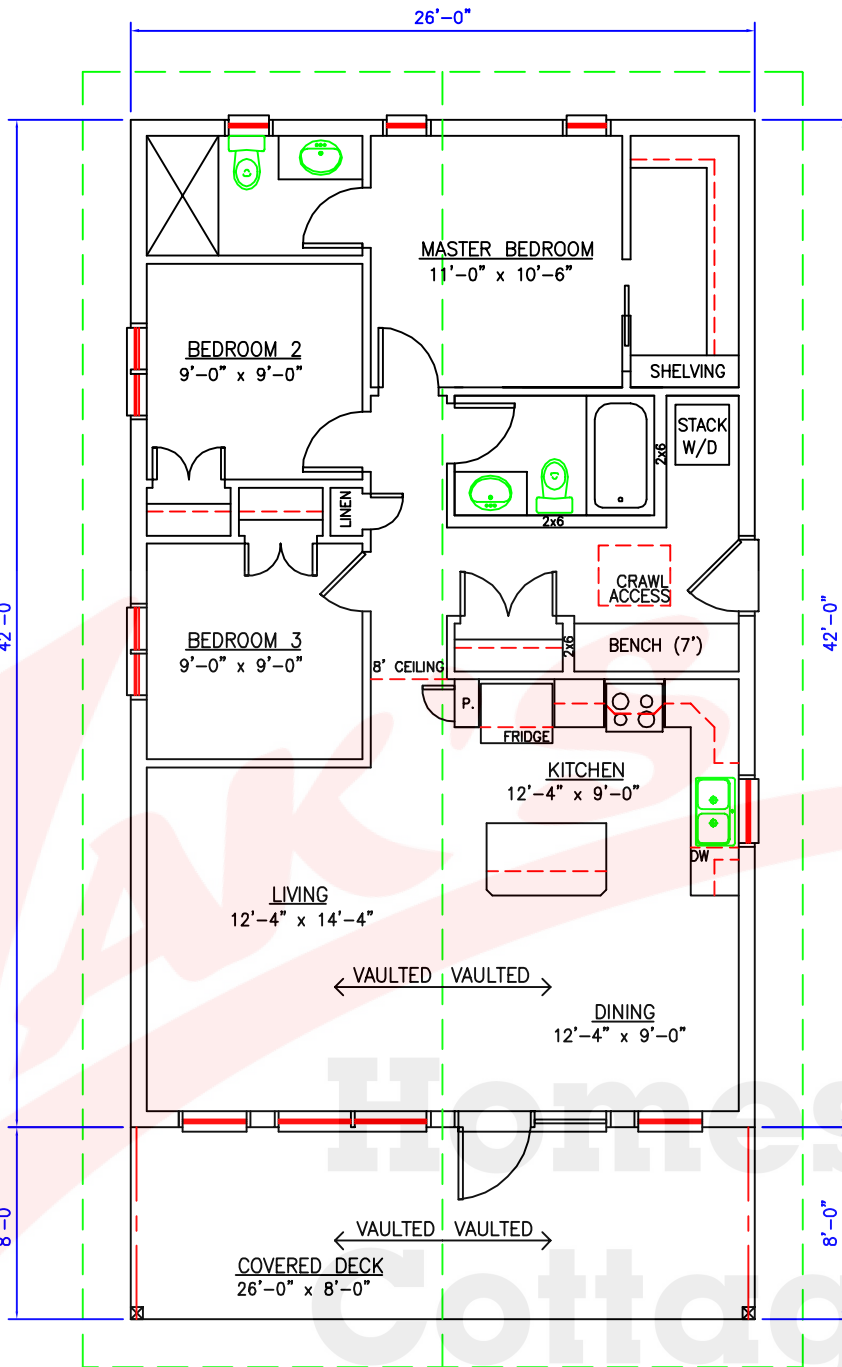 26'-0"
MASTER BEDROOM
11'-0" x 10'-6"
BEDROOM 2
9'-0" x 9'-0"
SHELVING
STACK
W/D
2x6
LINEN
2x6
CRAWL
ACCESS
BENCH (7')
2x6
BEDROOM 3
9'-0" x 9'-0"
8' CEILING
P.
FRIDGE
KITCHEN
12'-4" x 9'-0"
DW
42'-0
42'-0"
LIVING
12'-4" x 14'-4"
VAULTED VAULTED
DINING
12'-4" x 9'-0"
VAULTED VAULTED
COVERED DECK
26'-0" x 8'-0"
8'-0
8'-0"
Homes